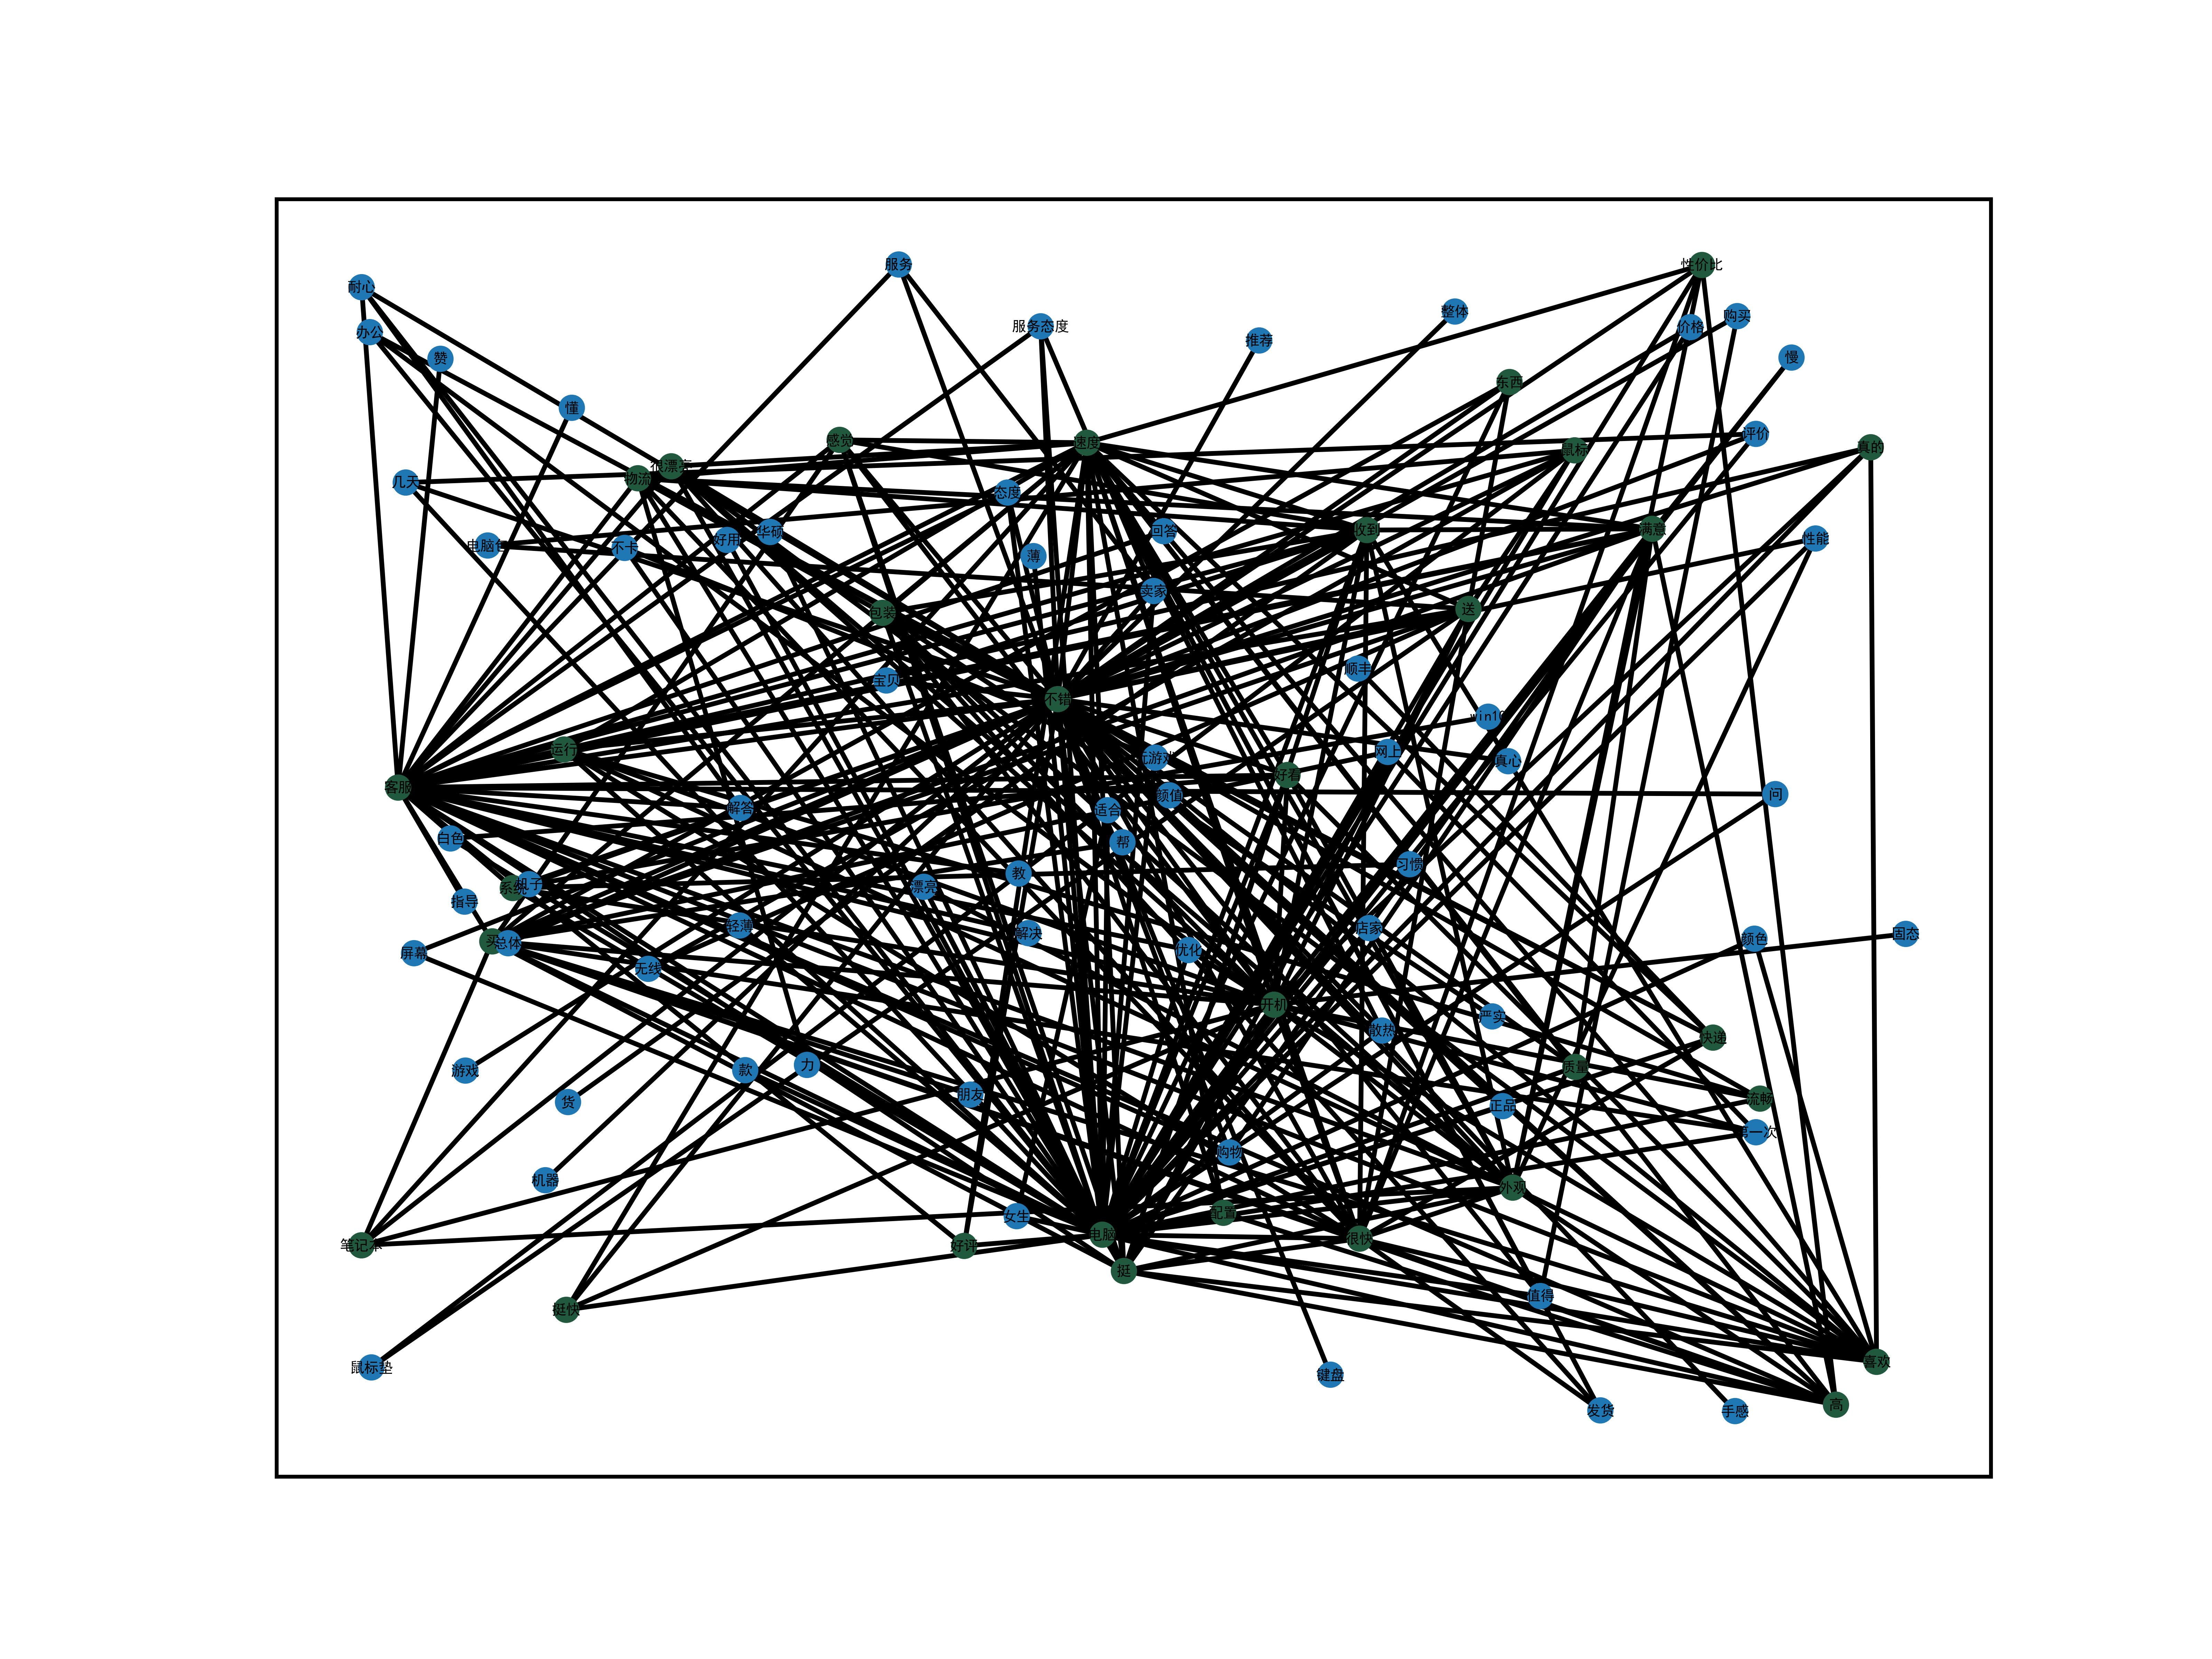 服务
性价比
耐心
整体
购买
服务态度
价格
办公
推荐
慢
赞
东西
懂
评价
感觉
速度
真的
鼠标
很漂亮
物流
几天
态度
满意
收到
回答
华硕
性能
好用
电脑包
不卡
薄
卖家
送
包装
顺丰
宝贝
不错
win10
运行
网上
玩游戏
真心
好看
客服
问
颜值
解答
适合
白色
帮
习惯
教
机子
漂亮
系统
指导
轻薄
店家
解决
固态
颜色
买
总体
优化
屏幕
无线
开机
严实
散热
快递
力
质量
款
游戏
朋友
流畅
货
正品
第一次
购物
机器
外观
配置
女生
电脑
很快
笔记本
好评
挺
值得
挺快
喜欢
鼠标垫
键盘
高
发货
手感